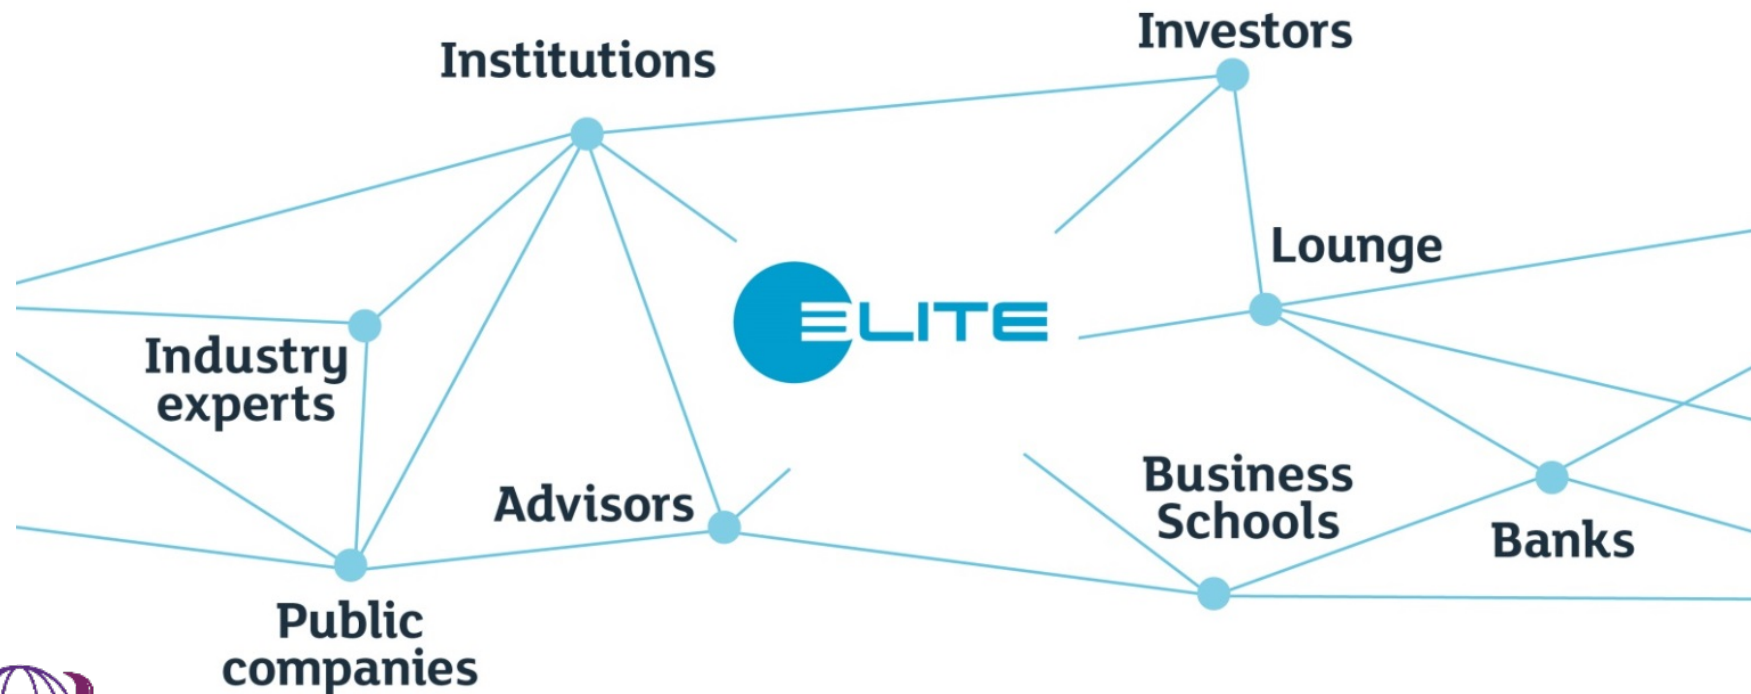 Institutions
Investors
Lounge
ELITE
Industry
experts
Advisors
Business
Schools
Banks
Public
companies